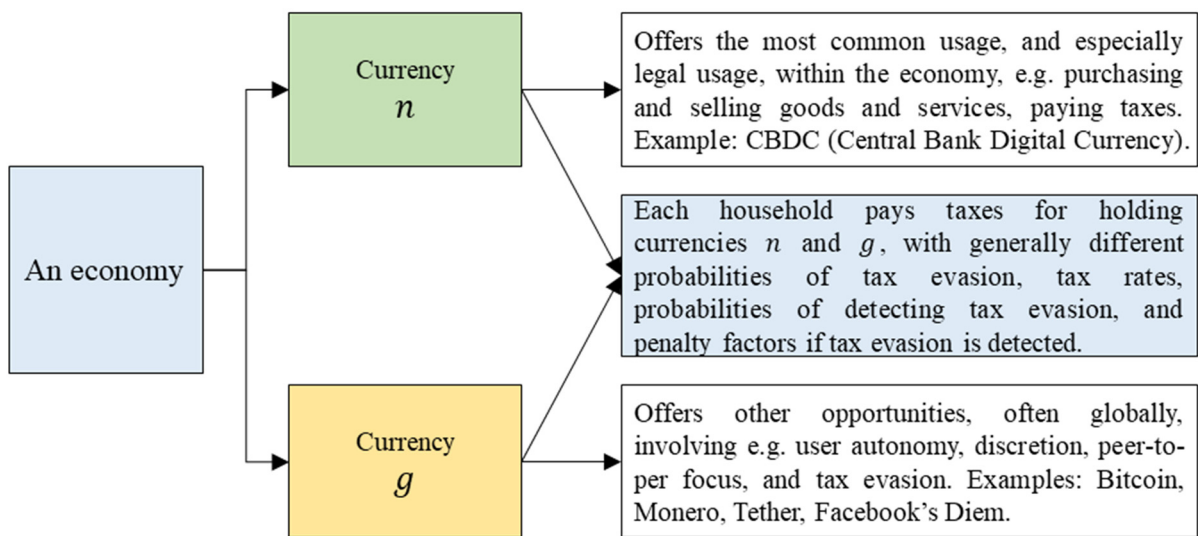 An economy
Currency
n
Offers the most common usage, and especially
legal usage, within the economy, e.g. purchasing
and selling goods and services, paying taxes.
Example: CBDC (Central Bank Digital Currency).
Each household pays taxes for holding
currencies n and g, with generally different
probabilities of tax evasion, tax rates,
probabilities of detecting tax evasion, and
penalty factors if tax evasion is detected.
Currency
g
Offers other opportunities, often globally,
involving e.g. user autonomy, discretion, peer-to-
per focus, and tax evasion. Examples: Bitcoin,
Monero, Tether, Facebook’s Diem.